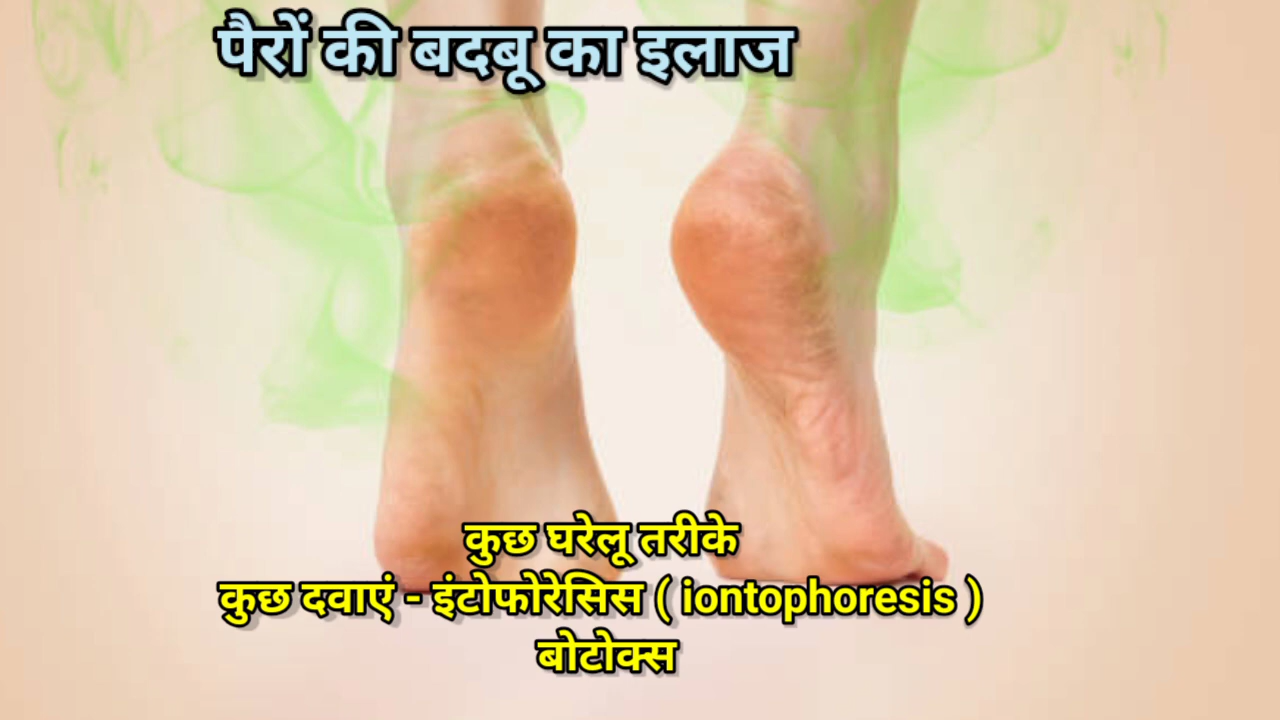 पैरों की बदबू का इलाज
कुछ घरेलू तरीके
कुछ दवाएं - इंटोफोरेसिस ( iontophoresis )
बोटोक्स